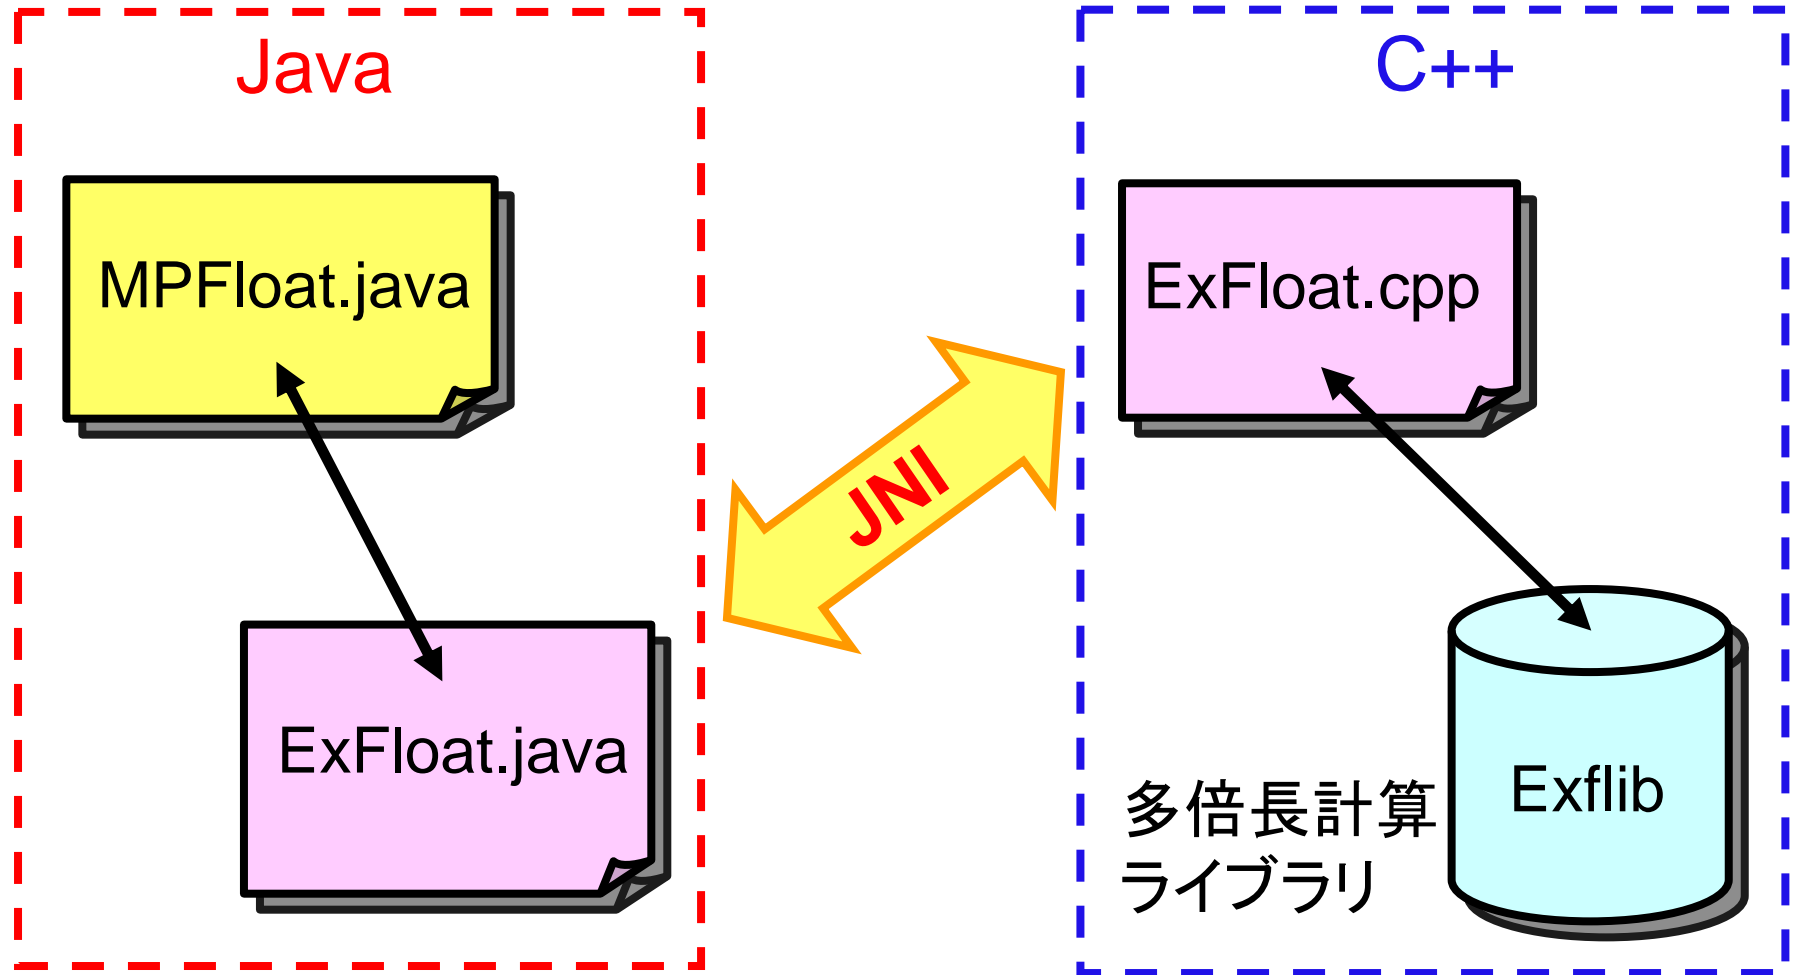 Java
MPFloat.java
ExFloat.java
JNI
C++
ExFloat.cpp
Exflib
多倍長計算
ライブラリ